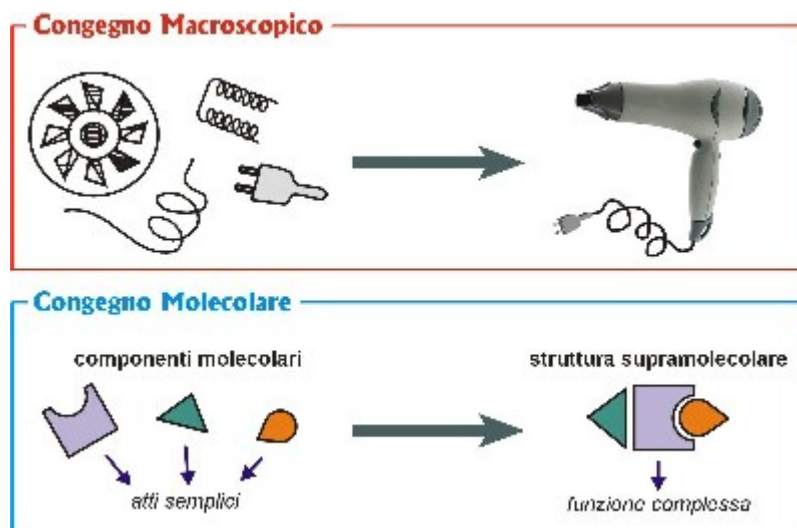 Congegno Macroscopico
Congegno Molecolare
componenti molecolari
struttura supramolecolare
atti semplici
funzione complessa